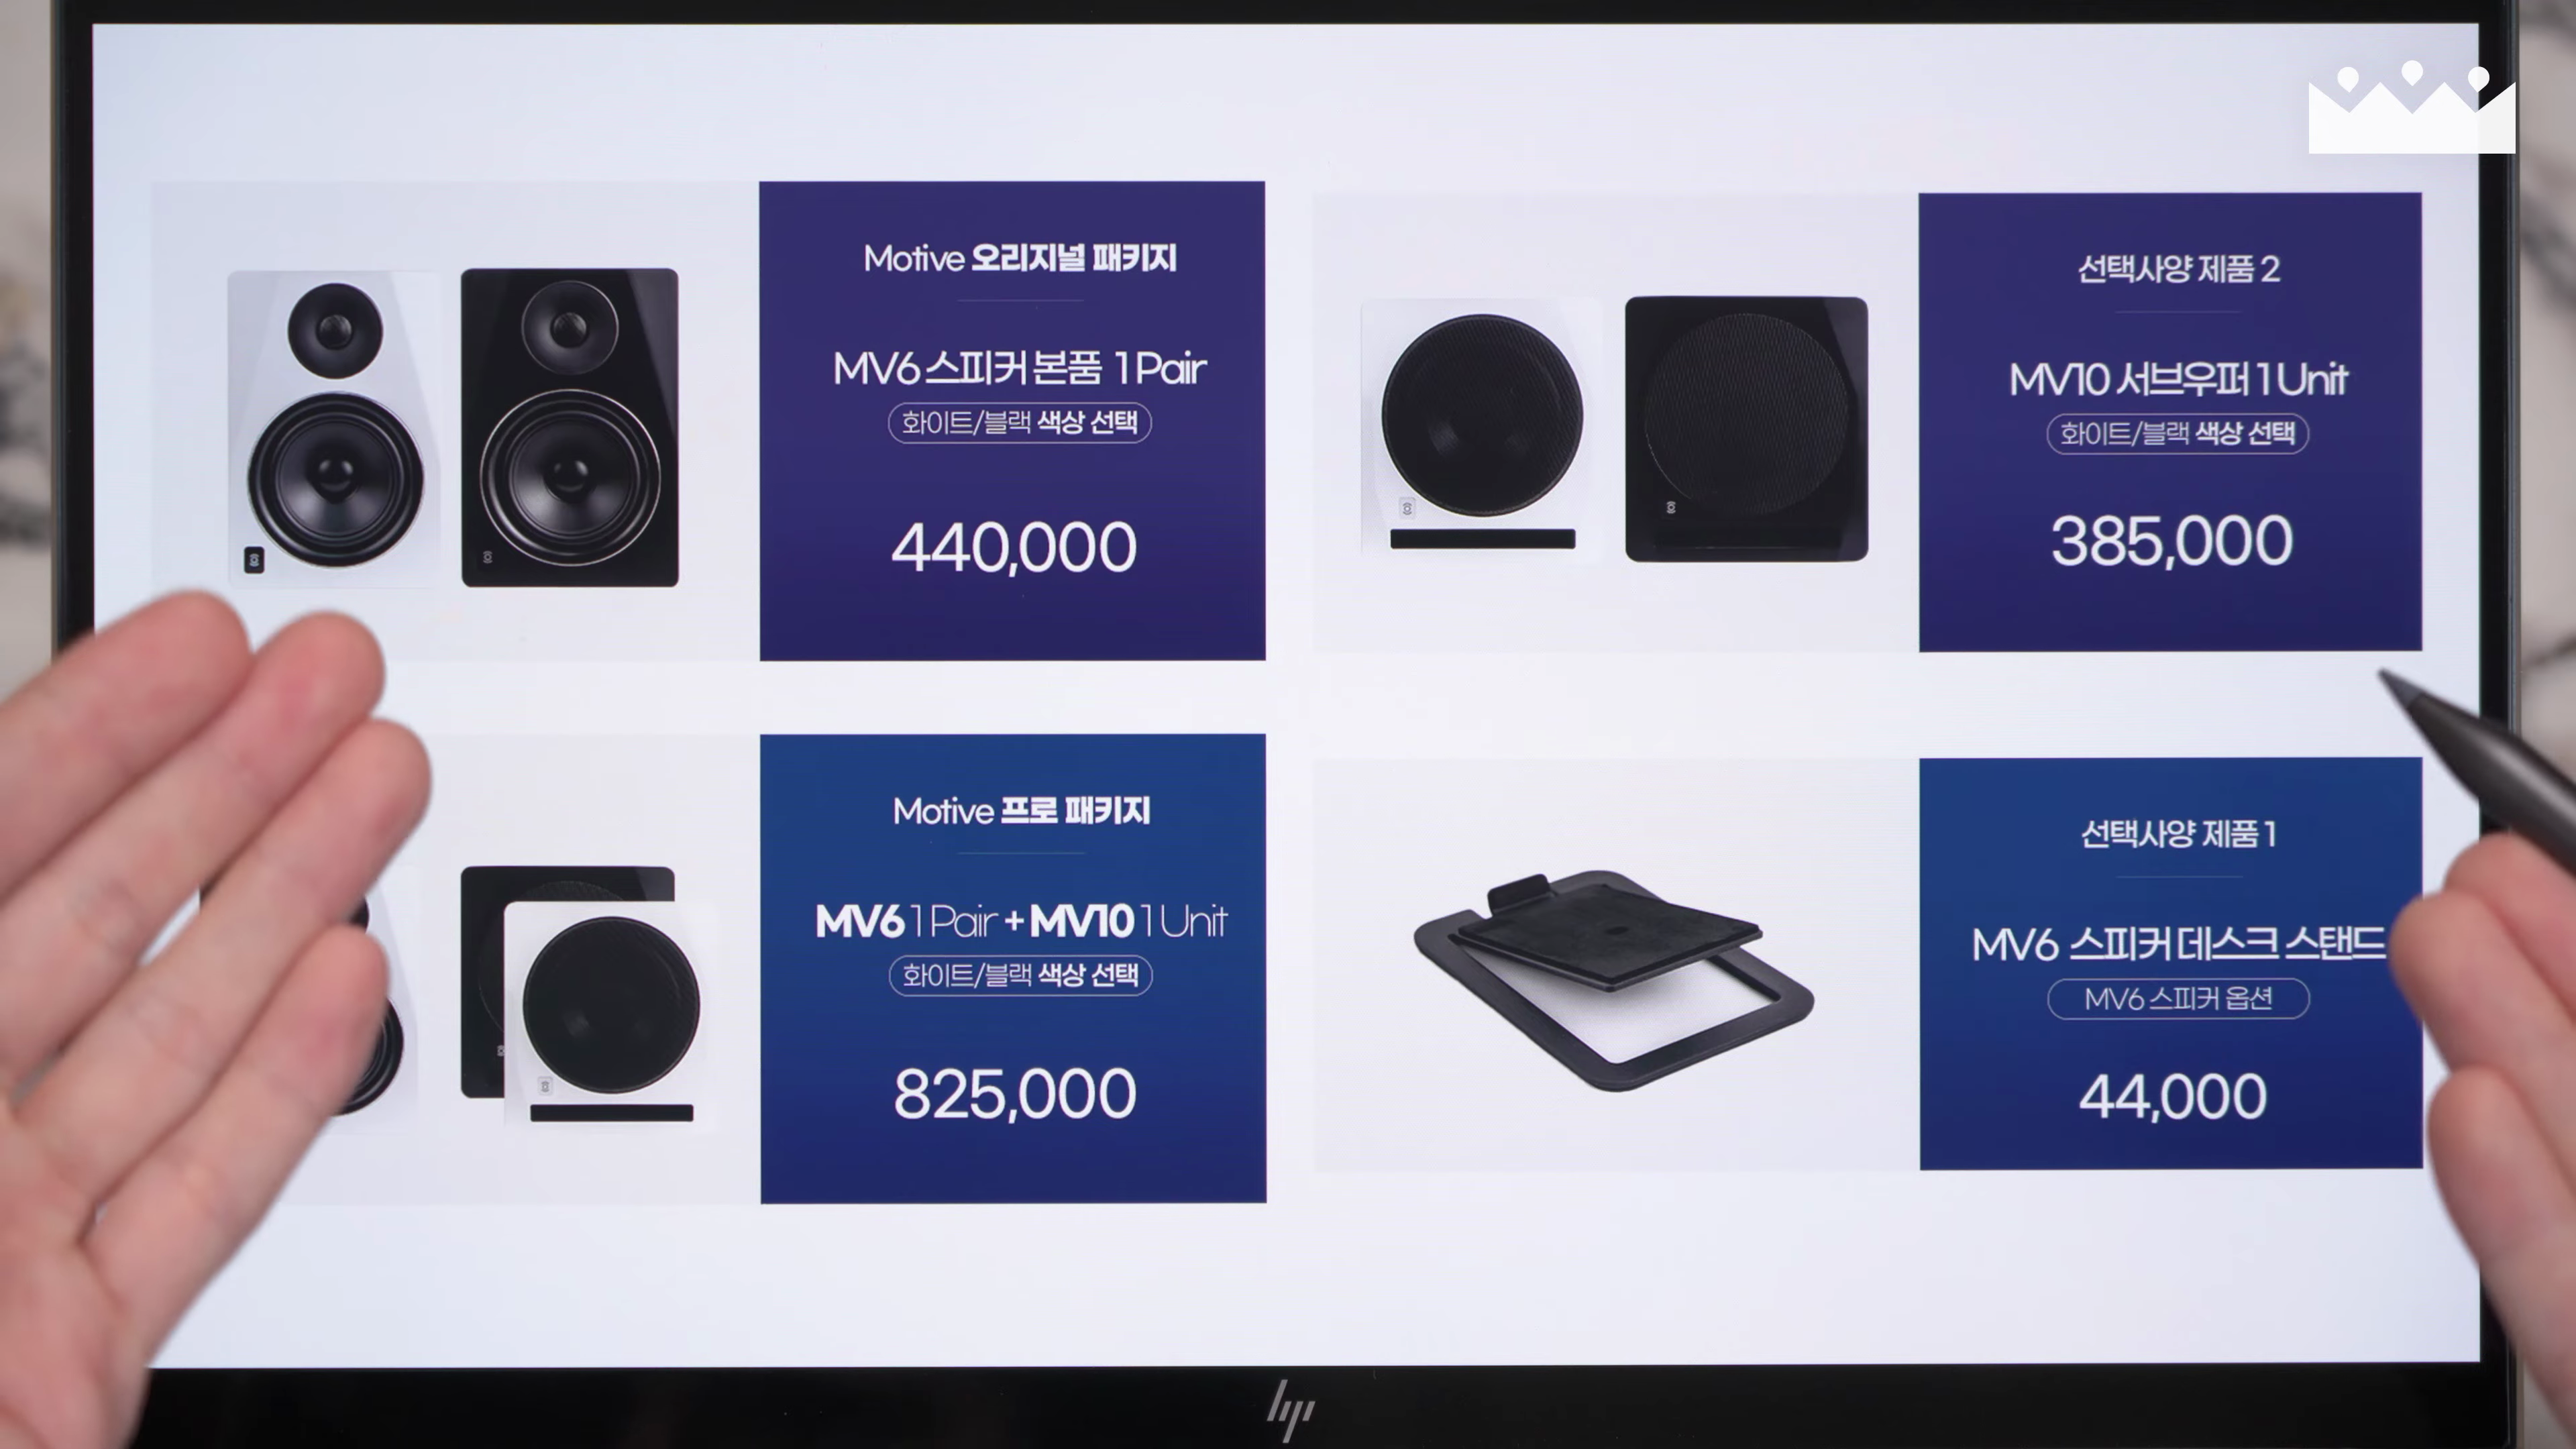 Motive 오리지널 패키지
MV6 스피커 본품 1 Pair
화이트/블랙 색상 선택
440,000
선택사양 제품 2
MV10 서브우퍼 1 Unit
화이트/블랙 색상 선택
385,000
Motive 프로 패키지
MV6 1 Pair + MV10 1 Unit
화이트/블랙 색상 선택
825,000
선택사양 제품 1
MV6 스피커 데스크 스탠드
MV6 스피커 옵션
44,000
hp